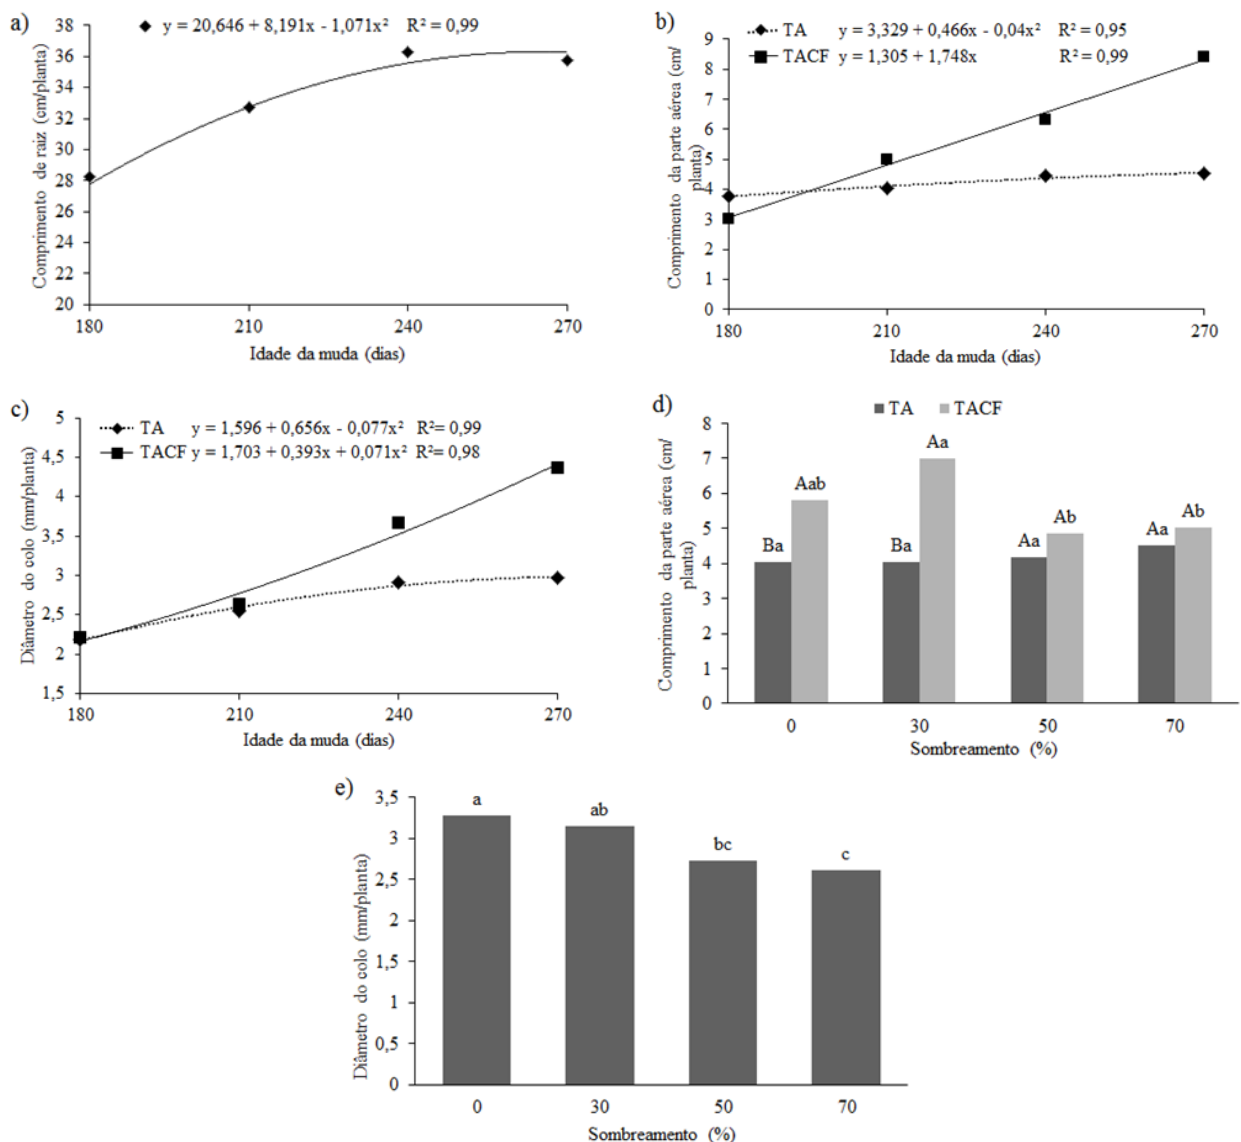 a)
y = 20,646 + 8,191x - 1,071x² R² = 0,99
Comprimento de raiz (cm/planta)
38
36
34
32
30
28
26
24
22
20
180 210 240 270
Idade da muda (dias)
b)
TA y = 3,329 + 0,466x - 0,04x² R² = 0,95
TACF y = 1,305 + 1,748x R² = 0,99
Comprimento da parte aérea (cm/
planta)
9
8
7
6
5
4
3
2
1
0
180 210 240 270
Idade da muda (dias)
c)
TA y = 1,596 + 0,656x - 0,077x² R²= 0,99
TACF y = 1,703 + 0,393x + 0,071x² R²= 0,98
Diâmetro do colo (mm/planta)
5
4,5
4
3,5
3
2,5
2
1,5
180 210 240 270
Idade da muda (dias)
d)
TA TACF
Comprimento da parte aérea (cm/
planta)
8
7
6
5
4
3
2
1
0
Ba Aab Ba Aa Aa Ab Aa Ab
0 30 50 70
Sombreamento (%)
e)
Diâmetro do colo (mm/planta)
3,5
3
2,5
2
1,5
1
0,5
0
a ab bc c
0 30 50 70
Sombreamento (%)